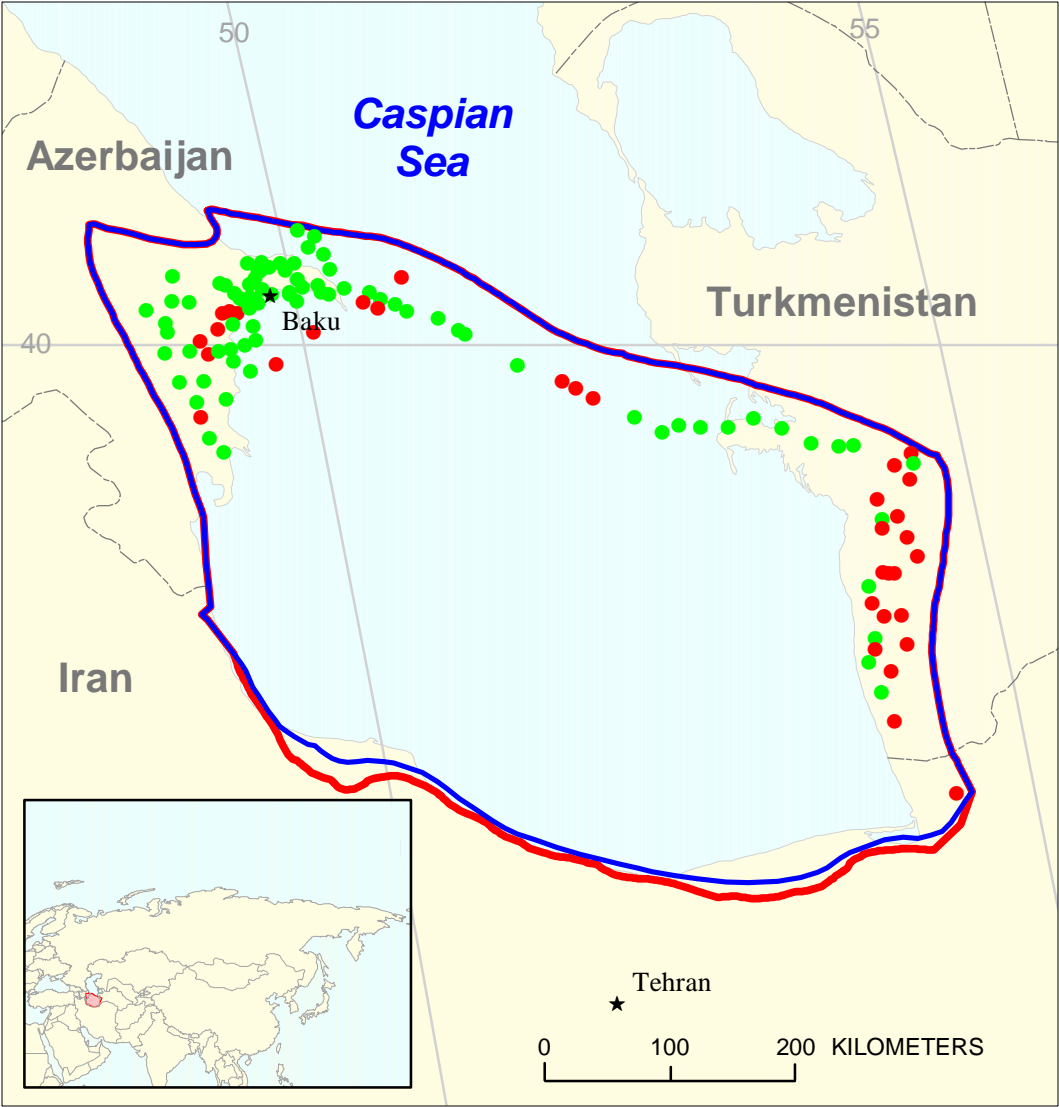 50
55
Caspian
Sea
Azerbaijan
Turkmenistan
Baku
40
Iran
Tehran
0 100 200 KILOMETERS